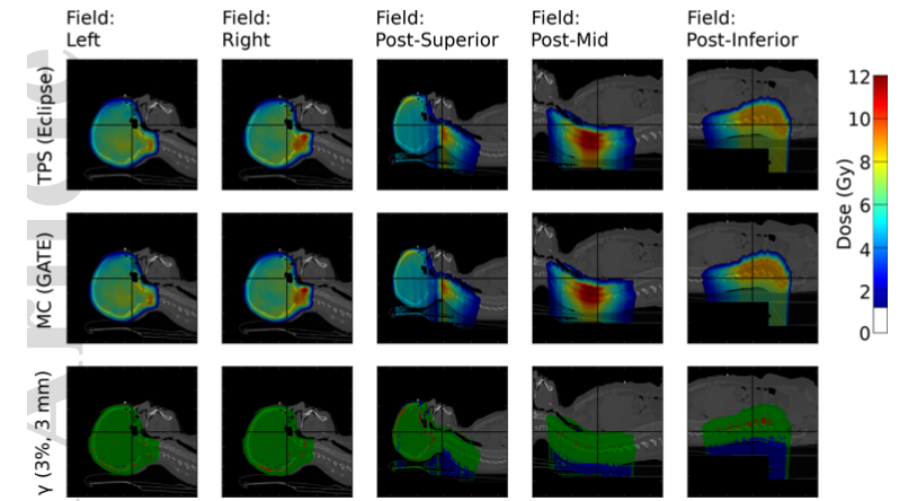 Field:
Left
Field:
Right
Field:
Post-Superior
Field:
Post-Mid
Field:
Post-Inferior
TPS (Eclipse)
MC (GATE)
γ (3%, 3 mm)
12
10
8
6
4
2
0
Dose (Gy)